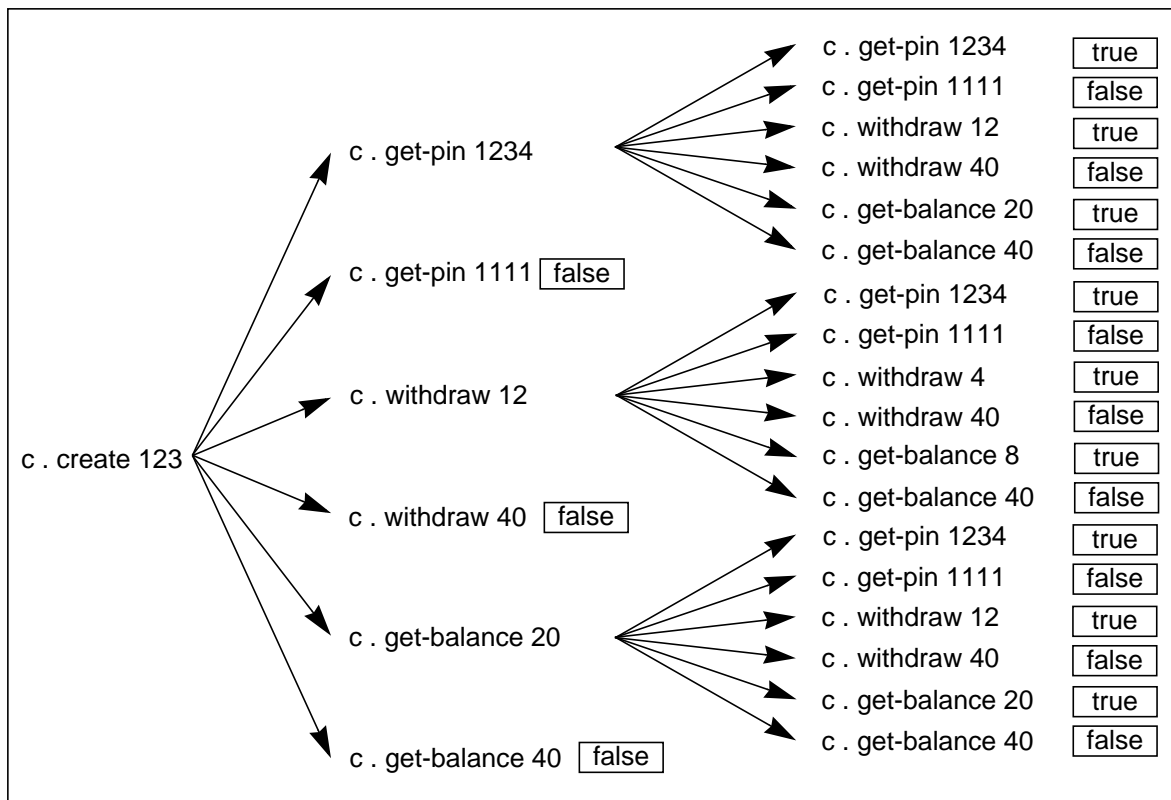 c . create 123
c . get-pin 1234
c . get-pin 1111 false
c . withdraw 12
c . withdraw 40 false
c . get-balance 20
c . get-balance 40 false
c . get-pin 1234 true
c . get-pin 1111 false
c . withdraw 12 true
c . withdraw 40 false
c . get-balance 20 true
c . get-balance 40 false
c . get-pin 1234 true
c . get-pin 1111 false
c . withdraw 4 true
c . withdraw 40 false
c . get-balance 8 true
c . get-balance 40 false
c . get-pin 1234 true
c . get-pin 1111 false
c . withdraw 12 true
c . withdraw 40 false
c . get-balance 20 true
c . get-balance 40 false